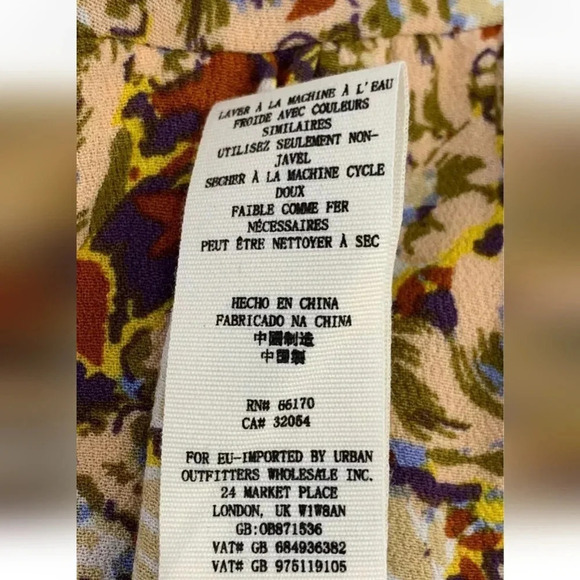 LAVER À LA MACHINE À L'EAU
FROIDE AVEC COULEURS
SIMILAIRES
UTILISEZ SEULEMENT NON-
JAVEL
SECHER À LA MACHINE CYCLE
DOUX
FAIBLE COMME FER
NÉCESSAIRES
PEUT ÊTRE NETTOYER À SEC
HECHO EN CHINA
FABRICADO NA CHINA
中國制造
中國製
RN# 66170
CA# 32054
FOR EU-IMPORTED BY URBAN
OUTFITTERS WHOLESALE INC.
24 MARKET PLACE
LONDON, UK W1W8AN
GB:0B871536
VAT# GB 684936382
VAT# GB 975119105